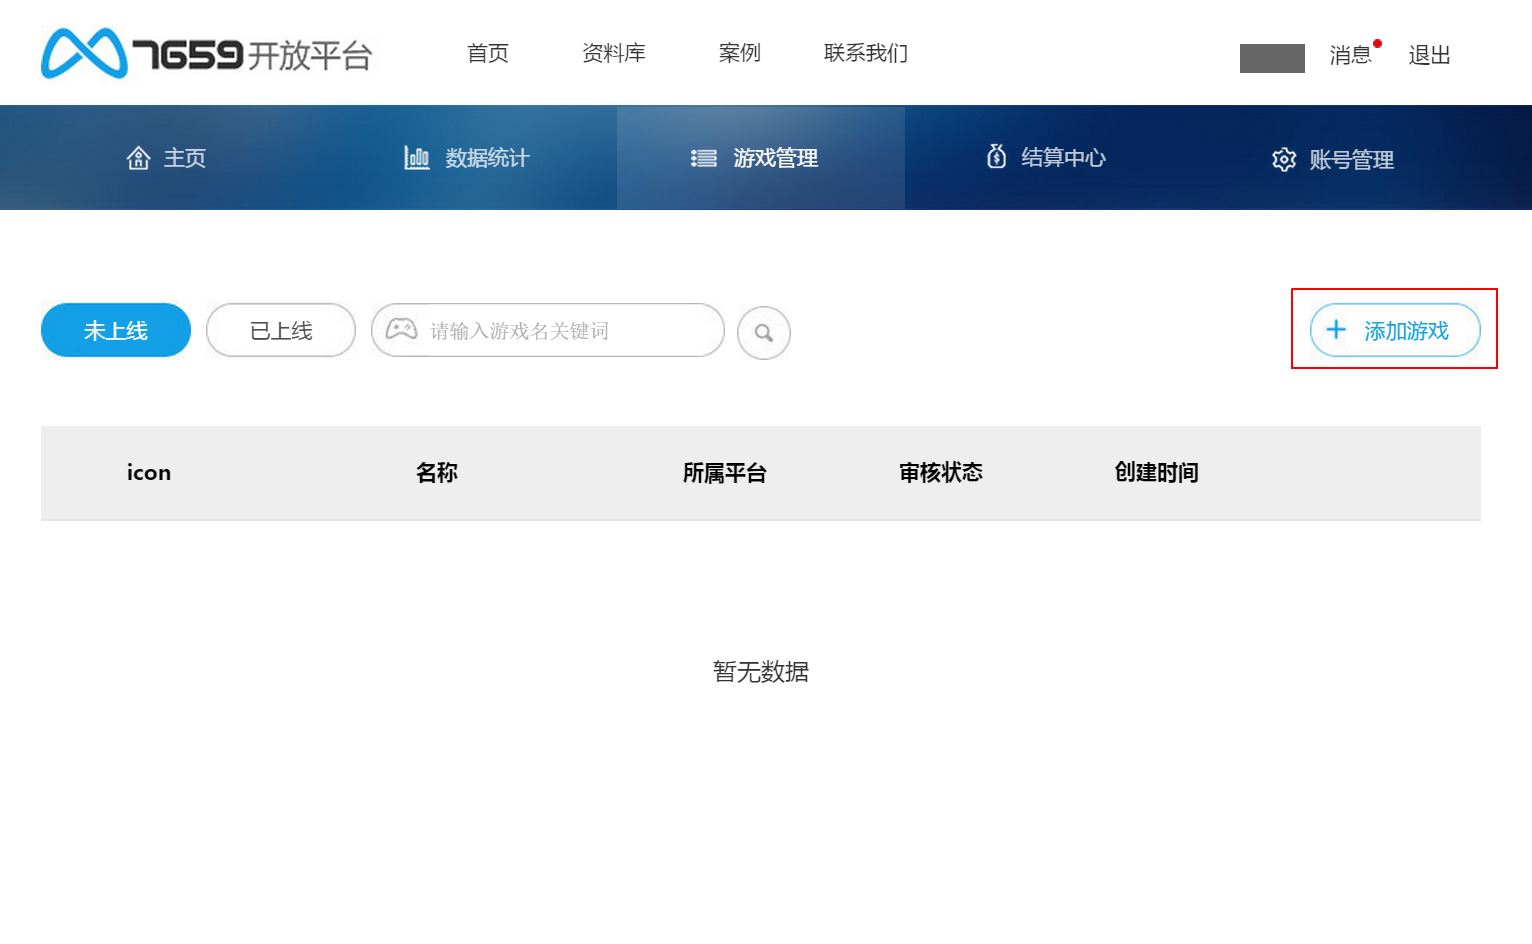 7659开放平台 首页 资料库 案例 联系我们 消息 退出
主页 数据统计 游戏管理 结算中心 账号管理
未上线 已上线 请输入游戏名关键词 添加游戏
icon 名称 所属平台 审核状态 创建时间
暂无数据